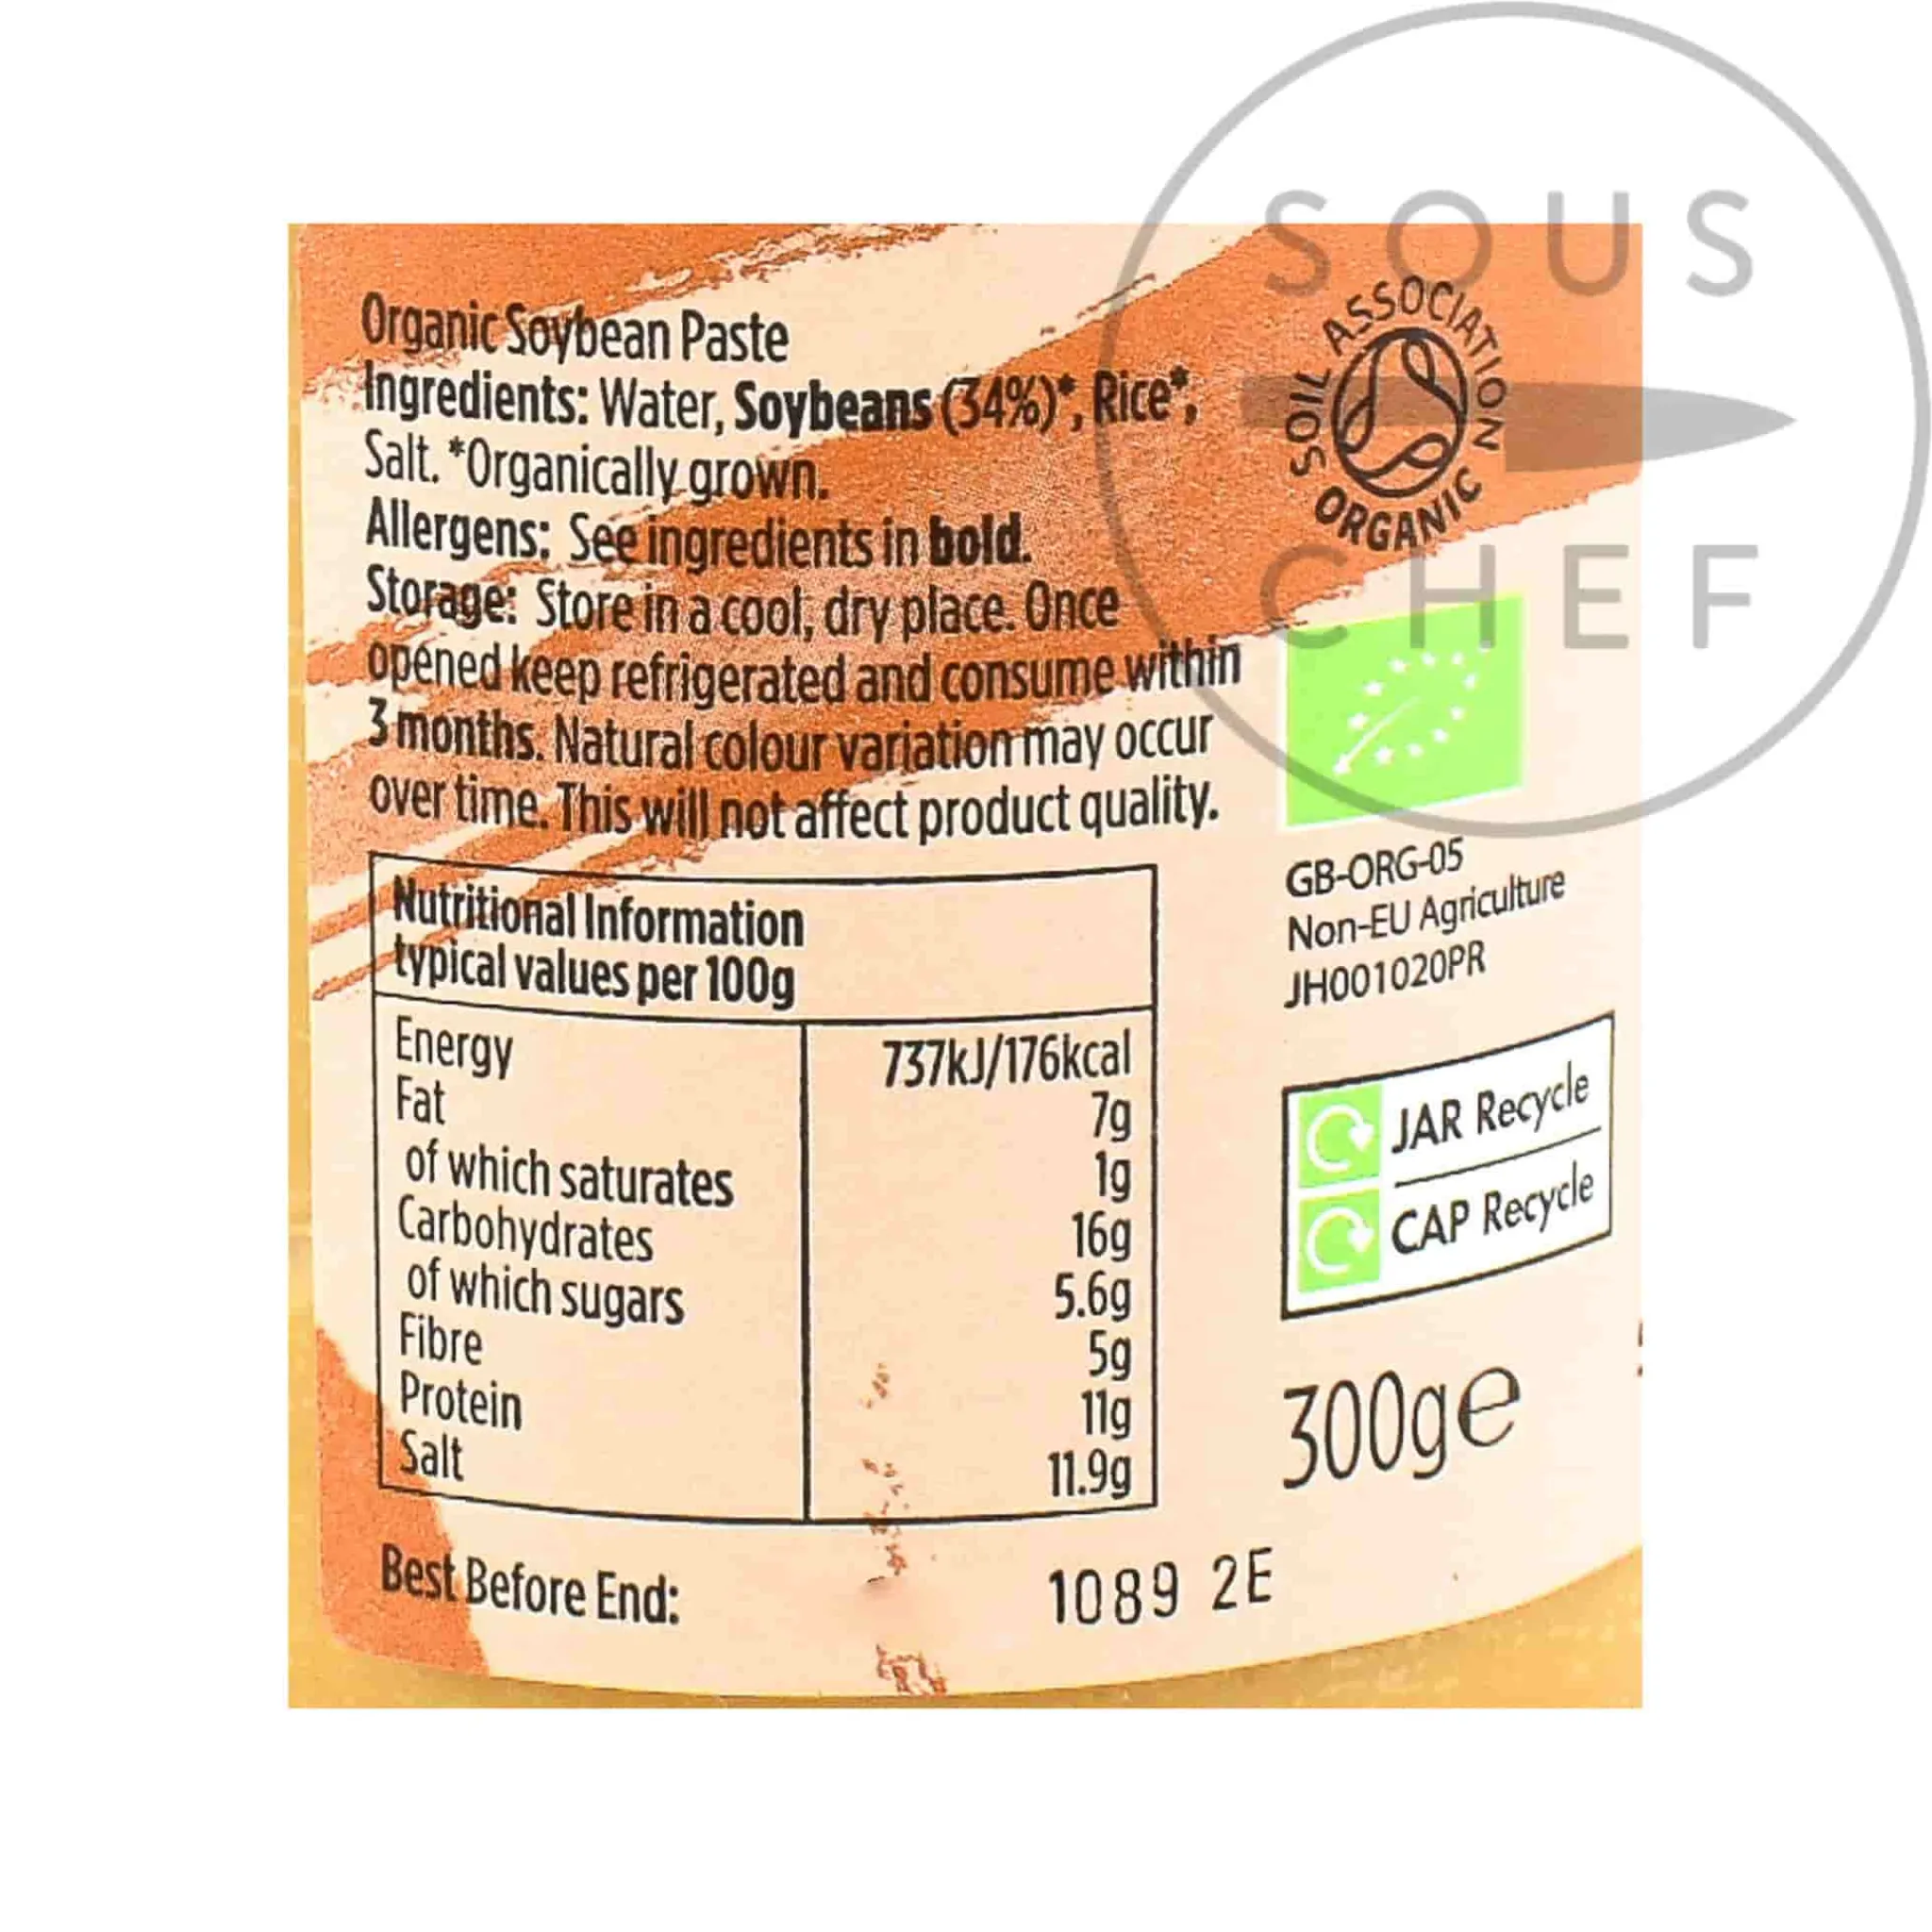 SOUS
CHEF
Organic Soybean Paste
Ingredients: Water, Soybeans (34%)*, Rice*,
Salt. *Organically grown.
Allergens: See ingredients in bold.
Storage: Store in a cool, dry place. Once
opened keep refrigerated and consume within
3 months. Natural colour variation may occur
over time. This will not affect product quality.
SOIL ASSOCIATION
ORGANIC
GB-ORG-05
Non-EU Agriculture
JH001020PR
Nutritional Information
typical values per 100g
Energy 737kJ/176kcal
Fat 7g
of which saturates 1g
Carbohydrates 16g
of which sugars 5.6g
Fibre 5g
Protein 11g
Salt 11.9g
JAR Recycle
CAP Recycle
300g℮
Best Before End: 1089 2E